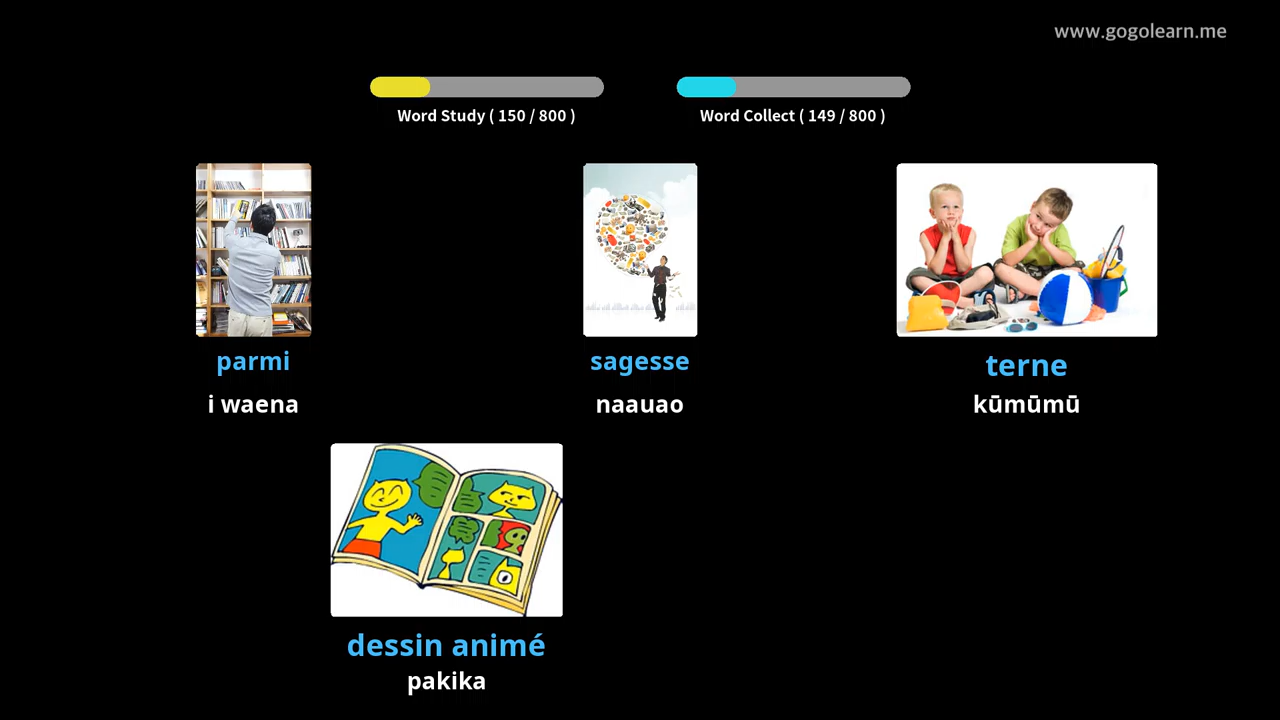 www.gogolearn.me
Word Study ( 150 / 800 )
Word Collect ( 149 / 800 )
parmi
i waena
sagesse
naauao
terne
kūmūmū
dessin animé
pakika